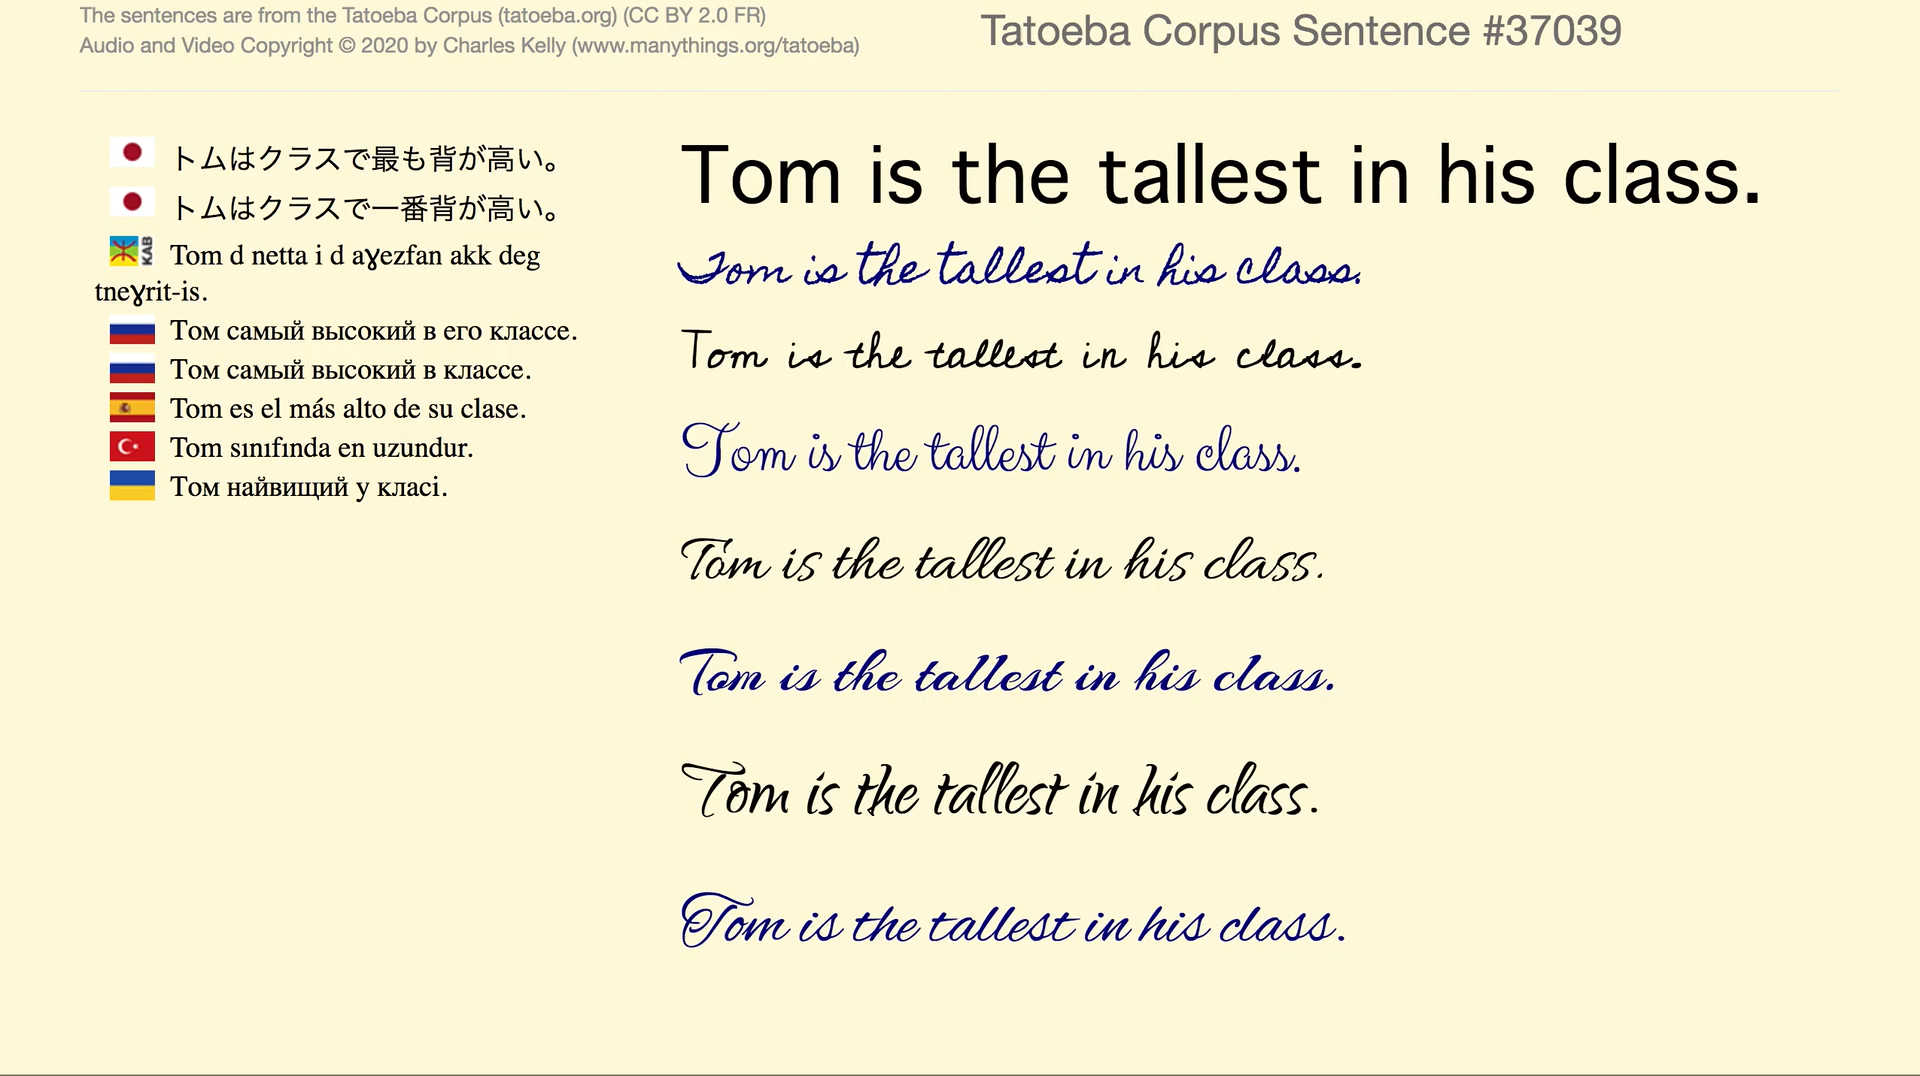 The sentences are from the Tatoeba Corpus (tatoeba.org) (CC BY 2.0 FR)
Audio and Video Copyright © 2020 by Charles Kelly (www.manythings.org/tatoeba)
Tatoeba Corpus Sentence #37039
トムはクラスで最も背が高い。
トムはクラスで一番背が高い。
KAB Tom d netta i d aɣezfan akk deg
tneɣrit-is.
Том самый высокий в его классе.
Том самый высокий в классе.
Tom es el más alto de su clase.
Tom sınıfında en uzundur.
Том найвищий у класі.
Tom is the tallest in his class.
Tom is the tallest in his class.
Tom is the tallest in his class.
Tom is the tallest in his class.
Tom is the tallest in his class.
Tom is the tallest in his class.
Tom is the tallest in his class.
Tom is the tallest in his class.